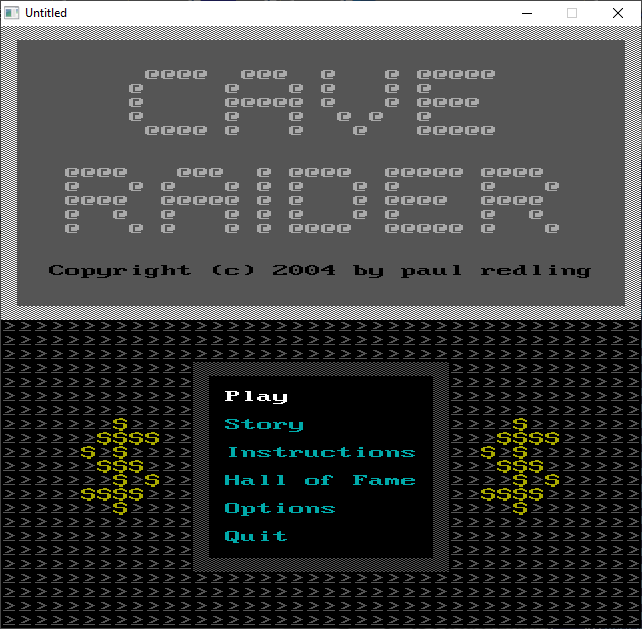 Untitled
CAVE
RAIDER
Copyright (c) 2004 by paul redling
Play
Story
Instructions
Hall of Fame
Options
Quit